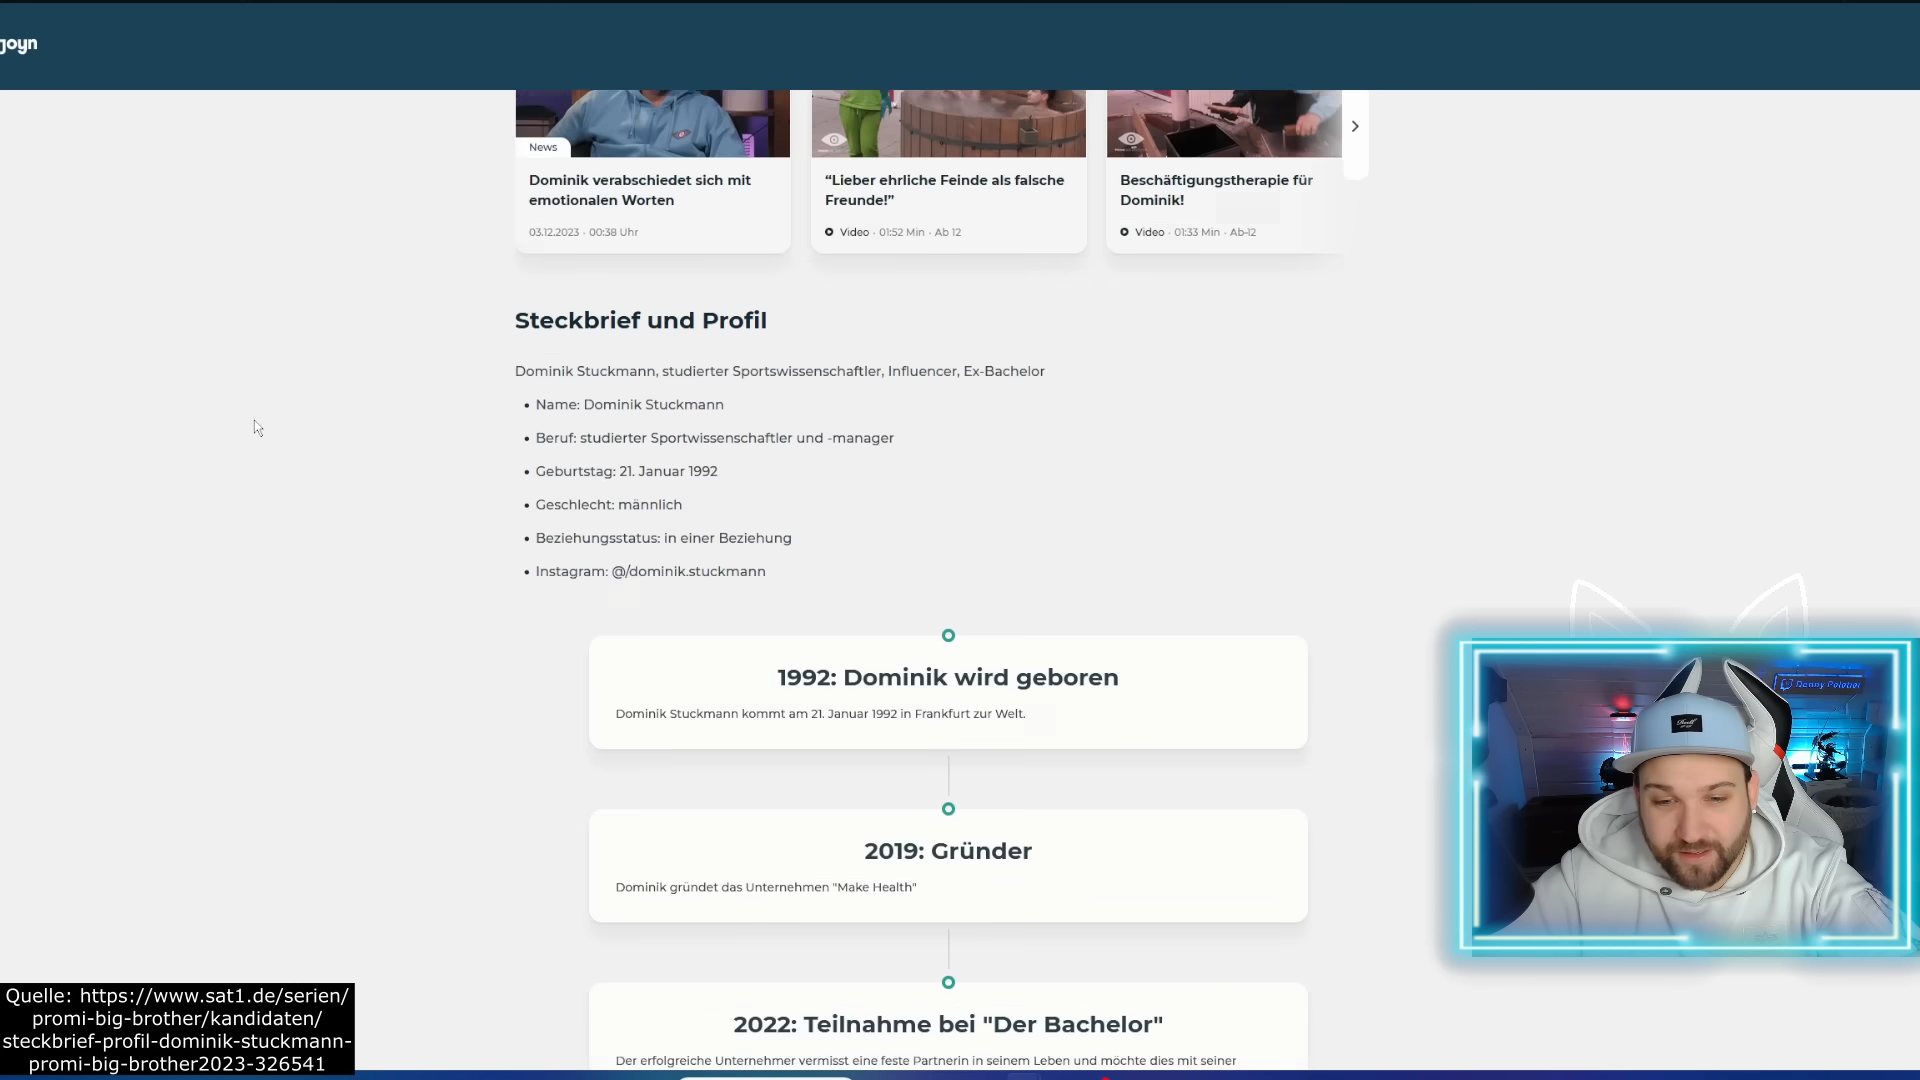 joyn
News
Dominik verabschiedet sich mit
emotionalen Worten
03.12.2023 · 00:38 Uhr
“Lieber ehrliche Feinde als falsche
Freunde!”
Video · 01:52 Min · Ab 12
Beschäftigungstherapie für
Dominik!
Video · 01:33 Min · Ab 12
Steckbrief und Profil
Dominik Stuckmann, studierter Sportswissenschaftler, Influencer, Ex-Bachelor
• Name: Dominik Stuckmann
• Beruf: studierter Sportwissenschaftler und -manager
• Geburtstag: 21. Januar 1992
• Geschlecht: männlich
• Beziehungsstatus: in einer Beziehung
• Instagram: @/dominik.stuckmann
1992: Dominik wird geboren
Dominik Stuckmann kommt am 21. Januar 1992 in Frankfurt zur Welt.
2019: Gründer
Dominik gründet das Unternehmen "Make Health"
2022: Teilnahme bei "Der Bachelor"
Der erfolgreiche Unternehmer vermisst eine feste Partnerin in seinem Leben und möchte dies mit seiner
Quelle: https://www.sat1.de/serien/
promi-big-brother/kandidaten/
steckbrief-profil-dominik-stuckmann-
promi-big-brother2023-326541